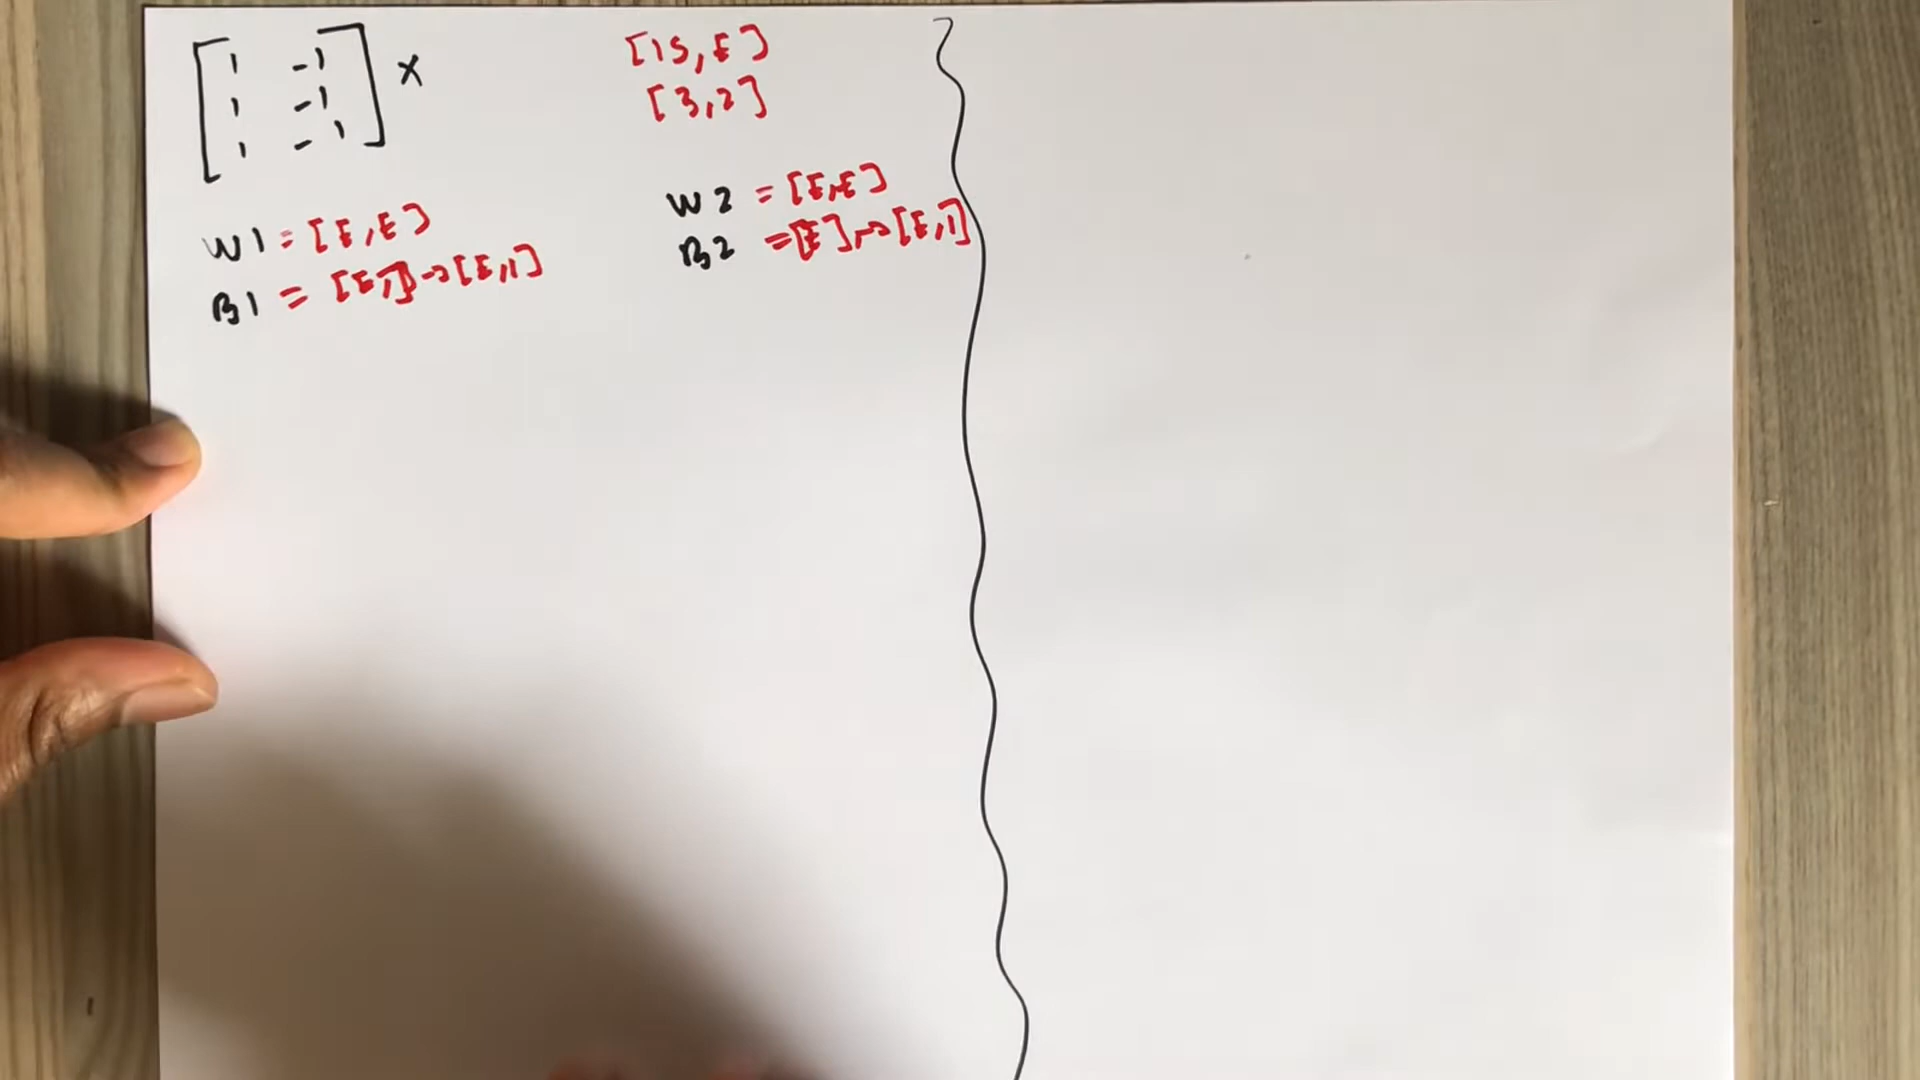 [1 -1
1 -1
1 -1] x
[15, E]
[3,2]
W1 = [E,E]
B1 = [E,1] → [E,1]
W2 = [E,E]
B2 = [E] → [E,1]